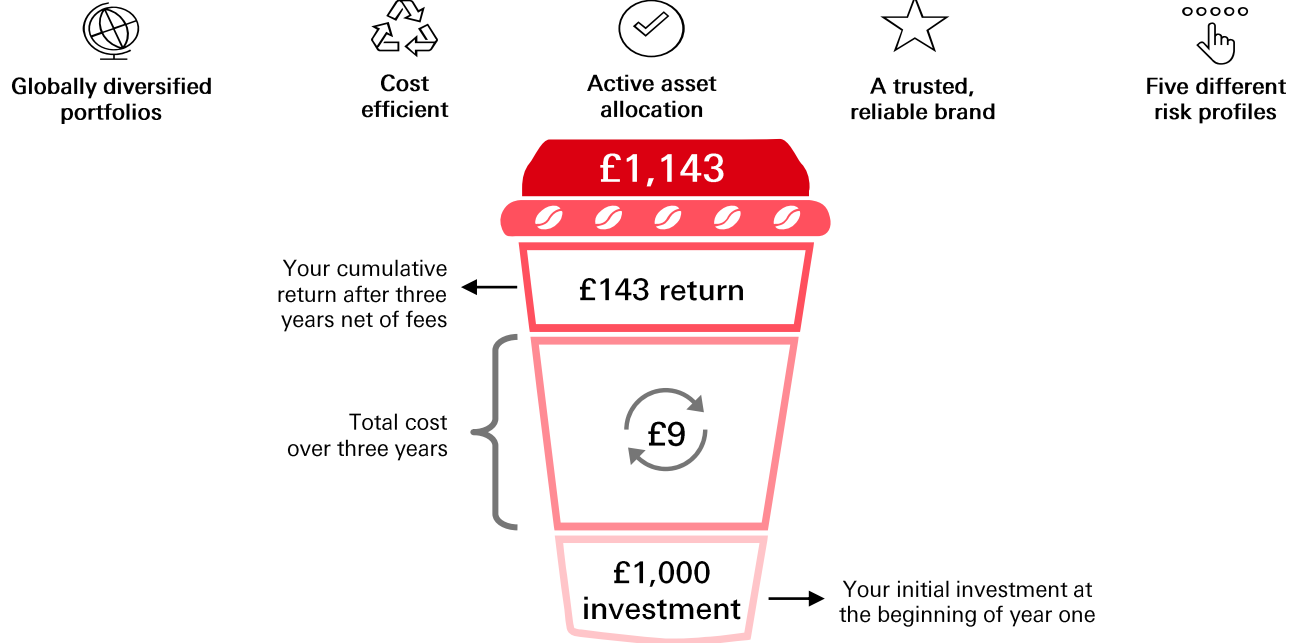 Globally diversified
portfolios
Cost
efficient
Active asset
allocation
A trusted,
reliable brand
Five different
risk profiles
£1,143
Your cumulative
return after three
years net of fees
£143 return
Total cost
over three years
£9
£1,000
investment
Your initial investment at
the beginning of year one